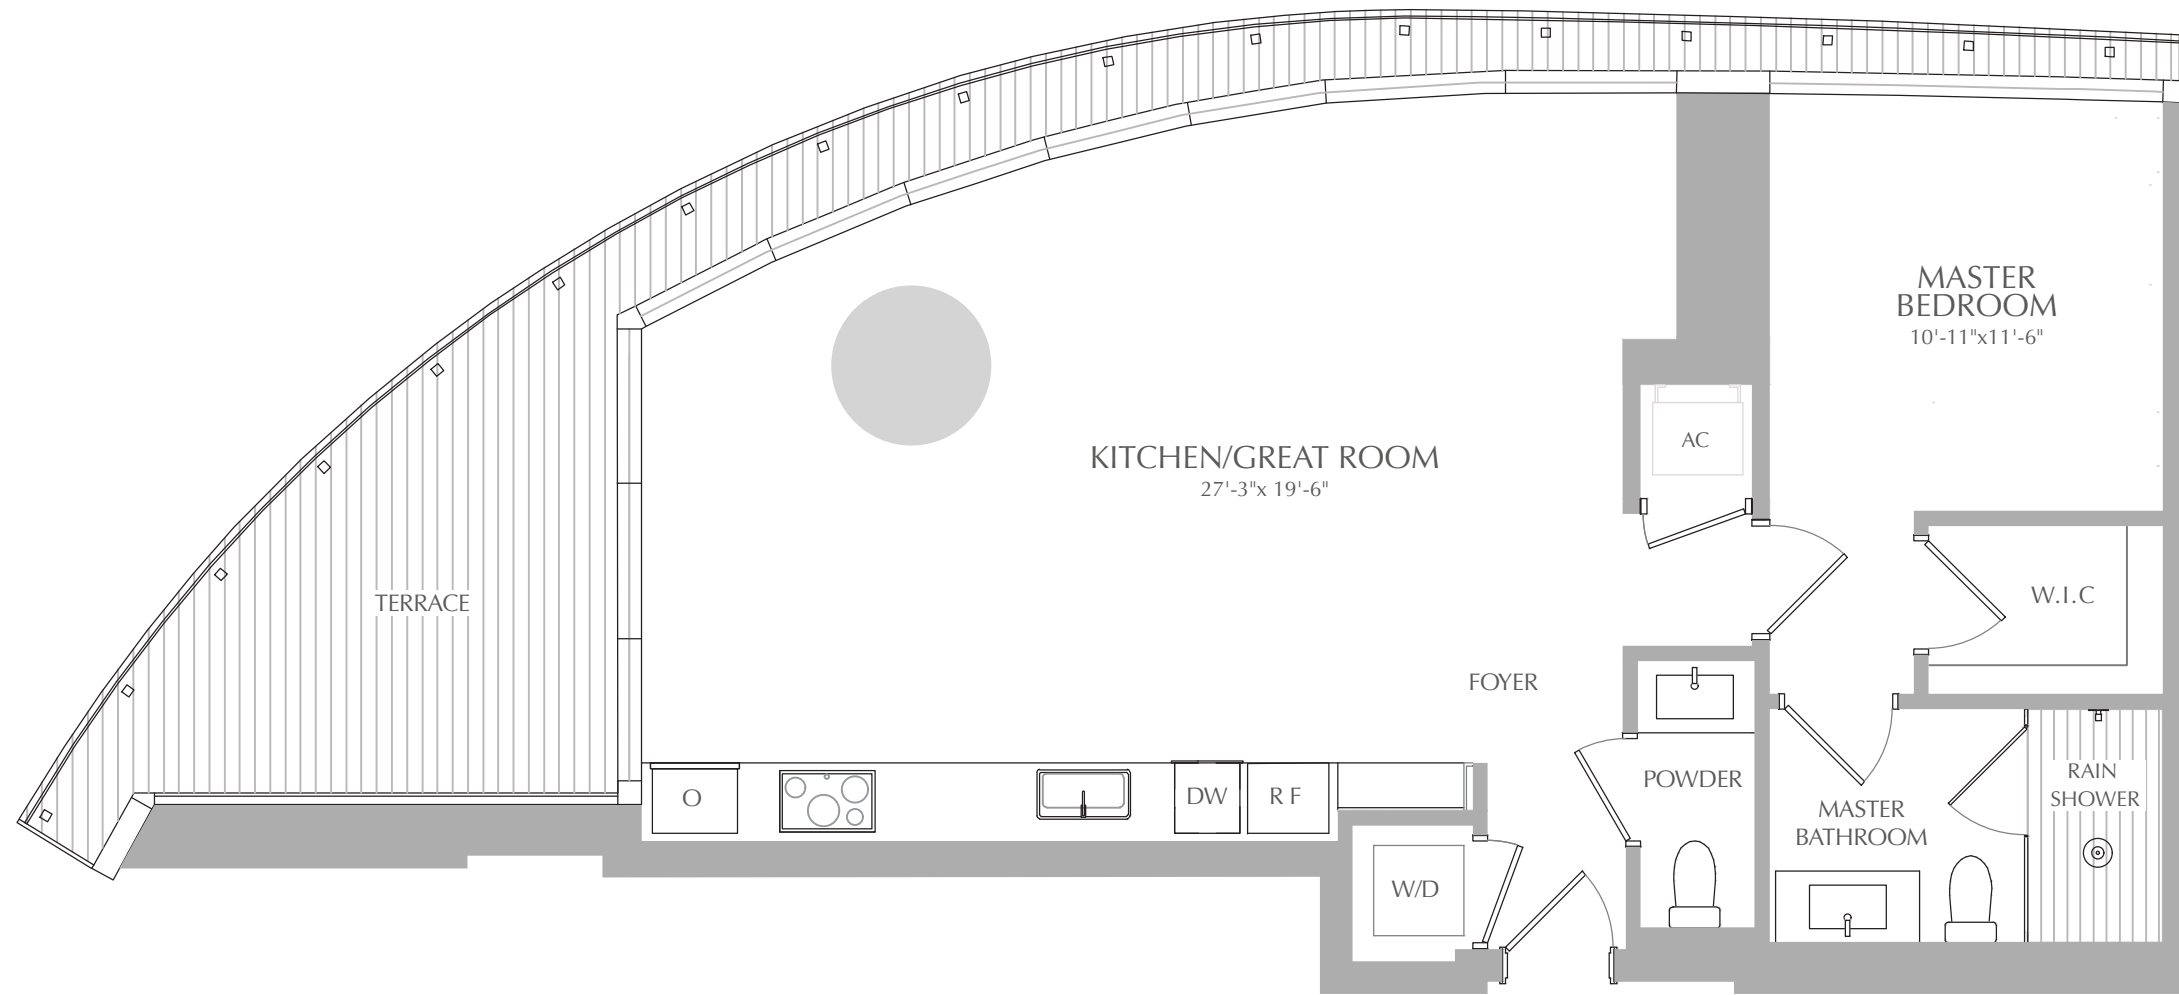 MASTER
BEDROOM
10'-11"x11'-6"
AC
KITCHEN/GREAT ROOM
27'-3"x 19'-6"
TERRACE
W.I.C
FOYER
O
DW
R F
POWDER
RAIN
SHOWER
MASTER
BATHROOM
W/D